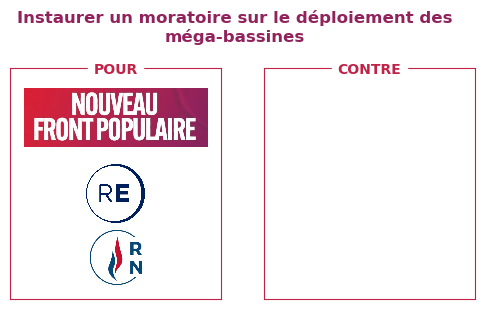 Instaurer un moratoire sur le déploiement des
méga-bassines
POUR
NOUVEAU
FRONT POPULAIRE
RE
RN
CONTRE